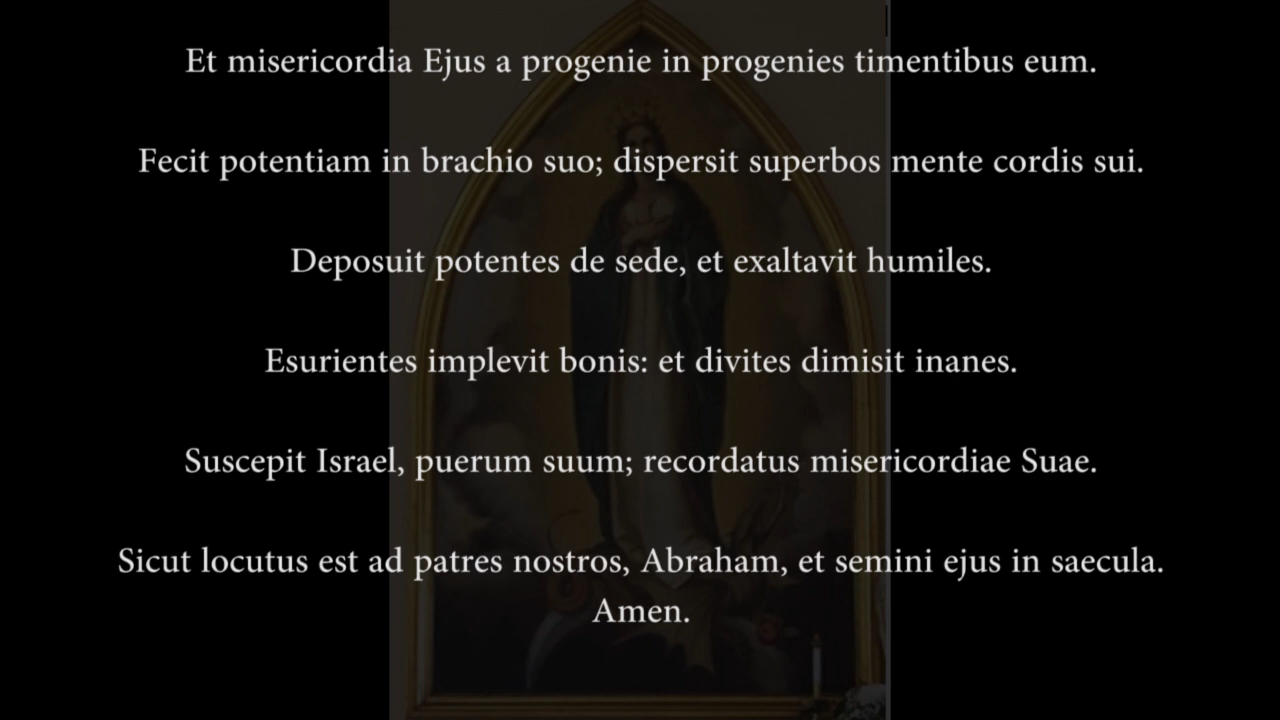 Et misericordia Ejus a progenie in progenies timentibus eum.
Fecit potentiam in brachio suo; dispersit superbos mente cordis sui.
Deposuit potentes de sede, et exaltavit humiles.
Esurientes implevit bonis: et divites dimisit inanes.
Suscepit Israel, puerum suum; recordatus misericordiae Suae.
Sicut locutus est ad patres nostros, Abraham, et semini ejus in saecula.
Amen.